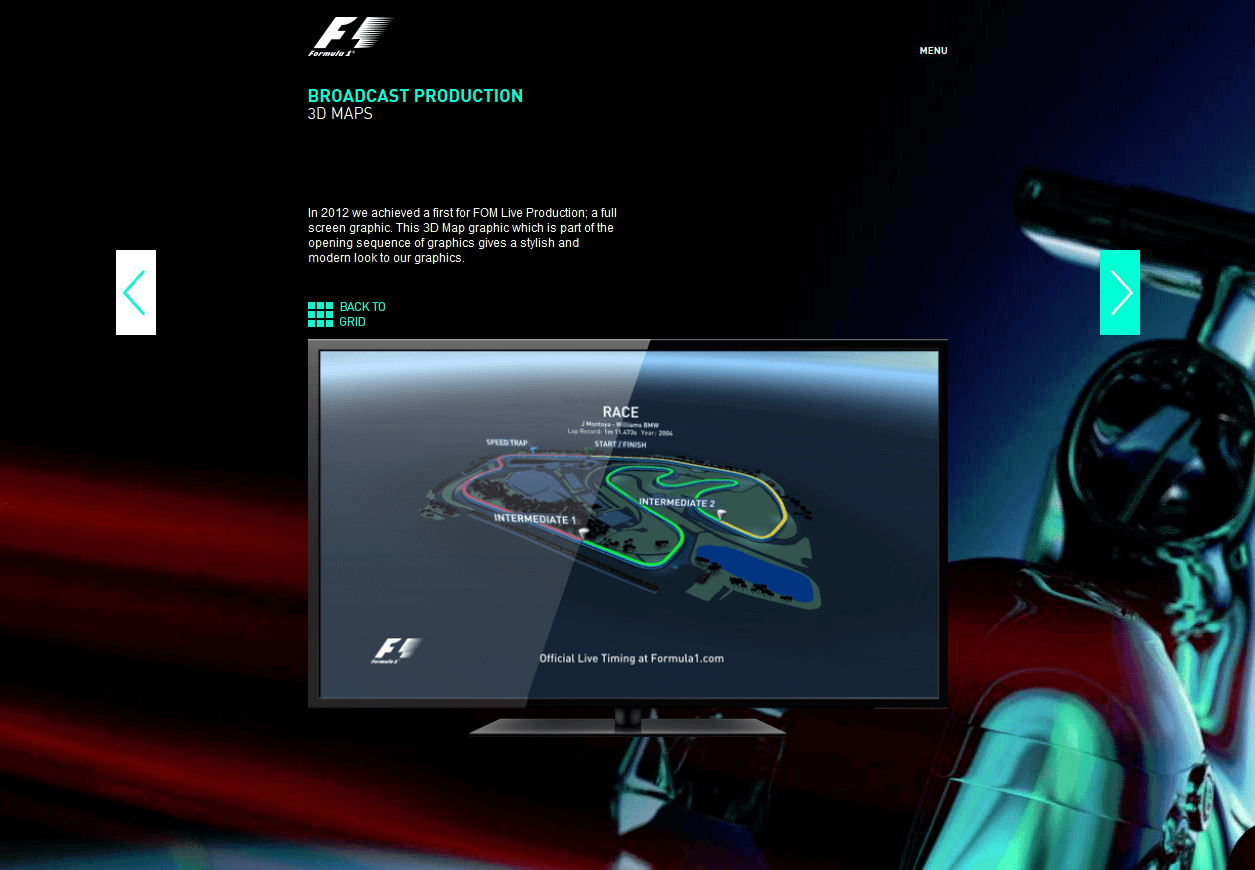 Formula 1®
MENU
BROADCAST PRODUCTION
3D MAPS
In 2012 we achieved a first for FOM Live Production; a full
screen graphic. This 3D Map graphic which is part of the
opening sequence of graphics gives a stylish and
modern look to our graphics.
BACK TO
GRID
RACE
J Montoya - Williams BMW
Lap Record: 1m 11.473s Year: 2004
SPEED TRAP
START / FINISH
INTERMEDIATE 2
INTERMEDIATE 1
Formula 1
Official Live Timing at Formula1.com